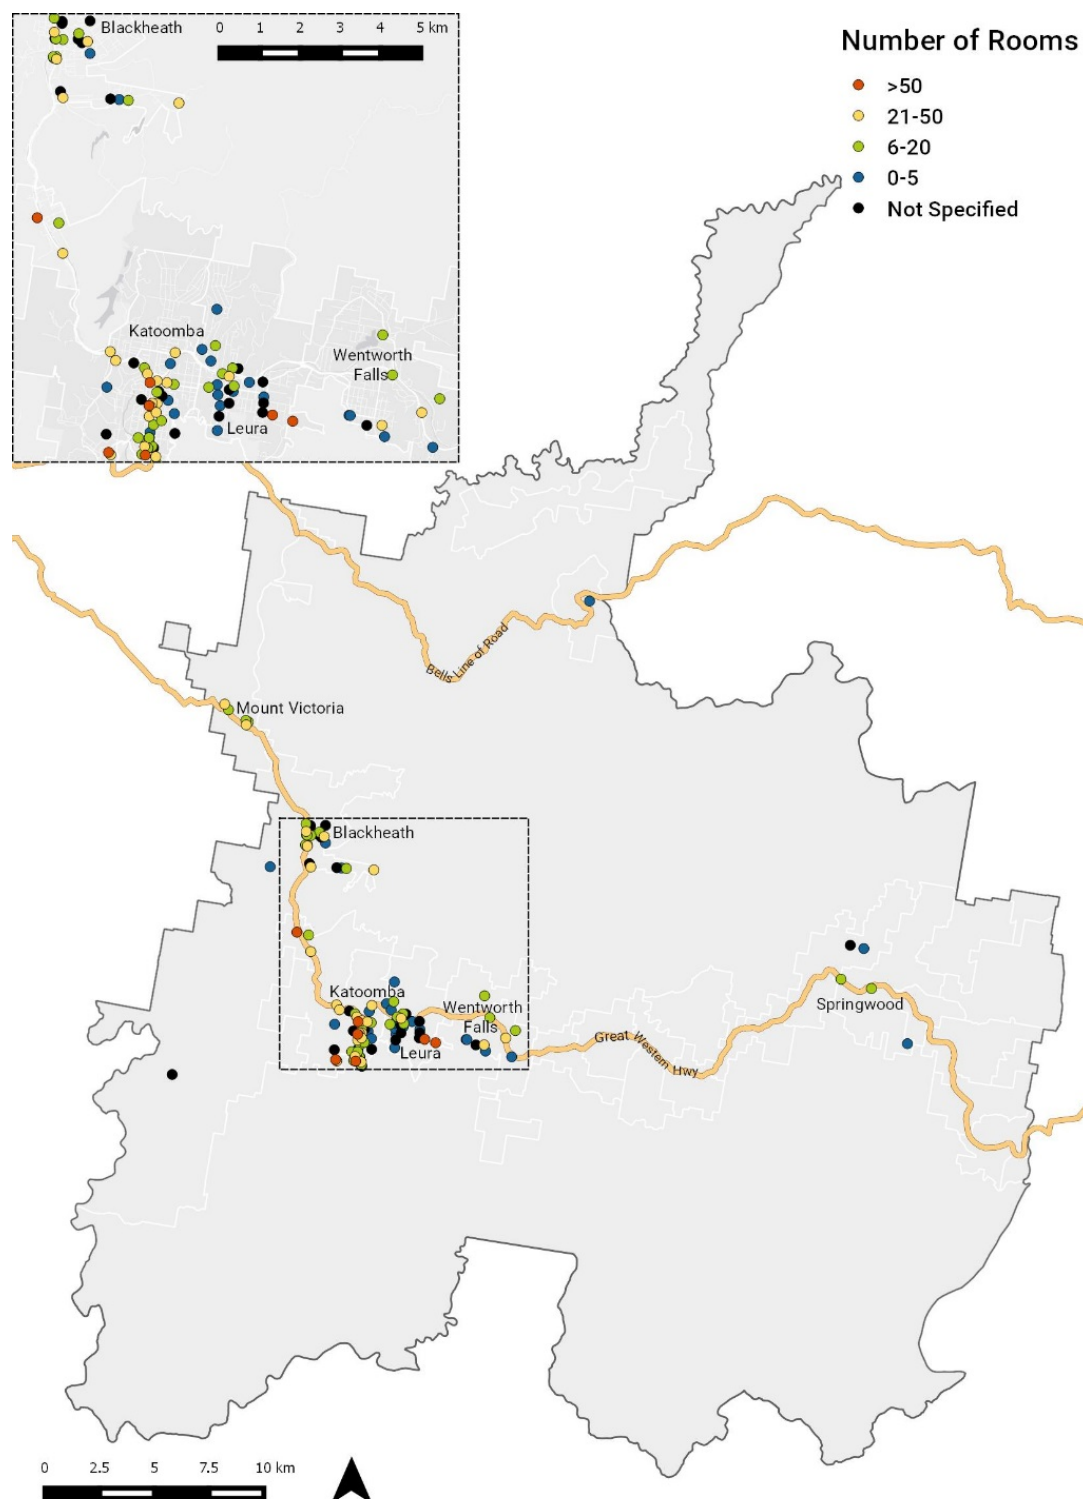 Blackheath
0 1 2 3 4 5 km
Number of Rooms
>50
21-50
6-20
0-5
Not Specified
Katoomba
Wentworth
Falls
Leura
Bells Line of Road
Mount Victoria
Blackheath
Katoomba
Wentworth
Falls
Leura
Springwood
Great Western Hwy
0 2.5 5 7.5 10 km